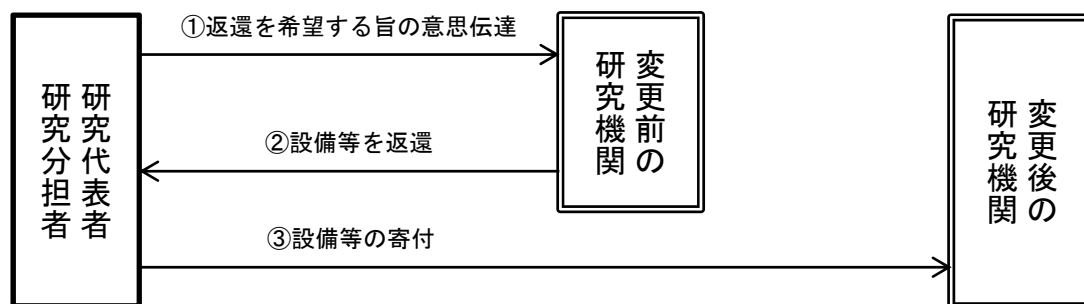 ①返還を希望する旨の意思伝達
研究代表者
研究分担者
変更前の
研究機関
変更後の
研究機関
②設備等を返還
③設備等の寄付